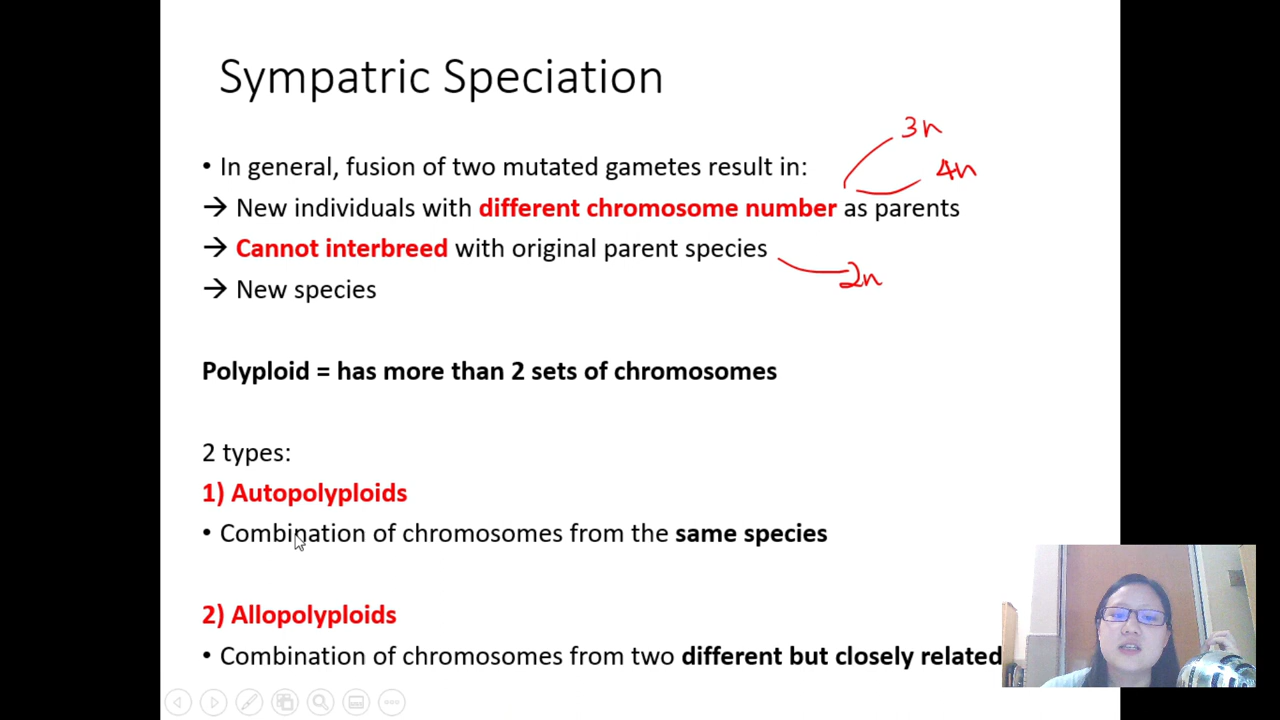 Sympatric Speciation
3n
• In general, fusion of two mutated gametes result in:
4n
→ New individuals with different chromosome number as parents
→ Cannot interbreed with original parent species
2n
→ New species
Polyploid = has more than 2 sets of chromosomes
2 types:
1) Autopolyploids
• Combination of chromosomes from the same species
2) Allopolyploids
• Combination of chromosomes from two different but closely related